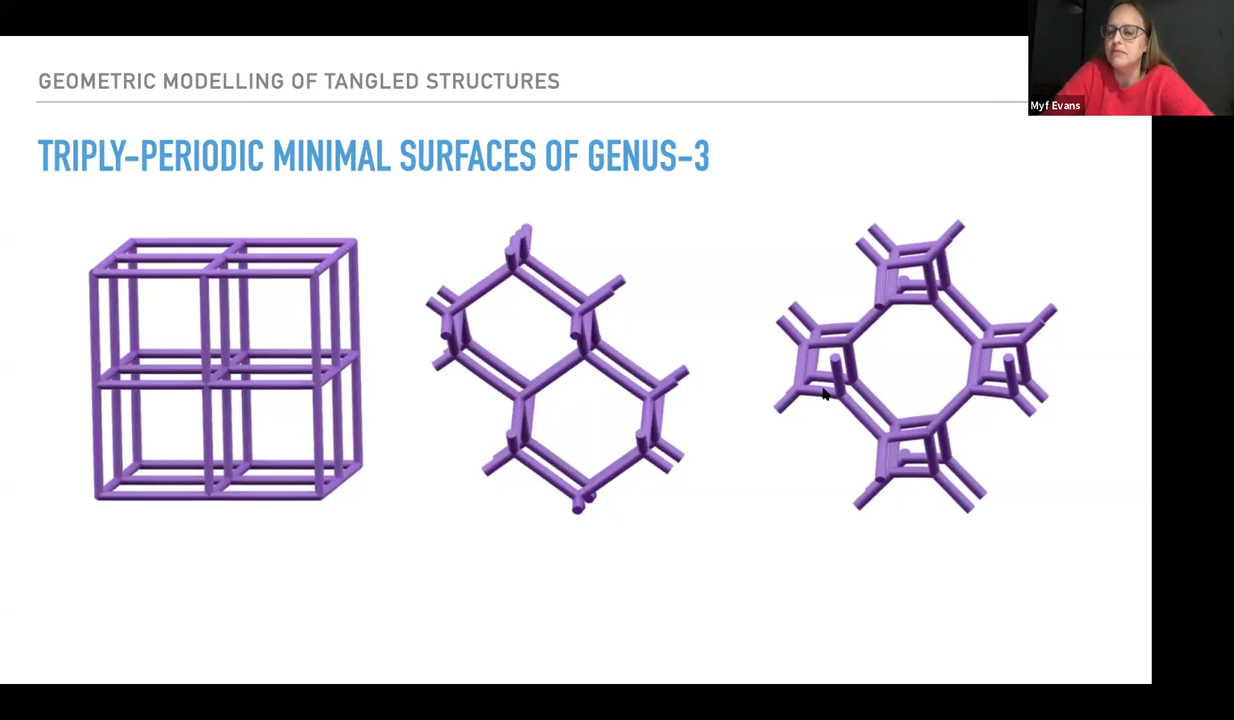 GEOMETRIC MODELLING OF TANGLED STRUCTURES
TRIPLY-PERIODIC MINIMAL SURFACES OF GENUS-3
Myf Evans